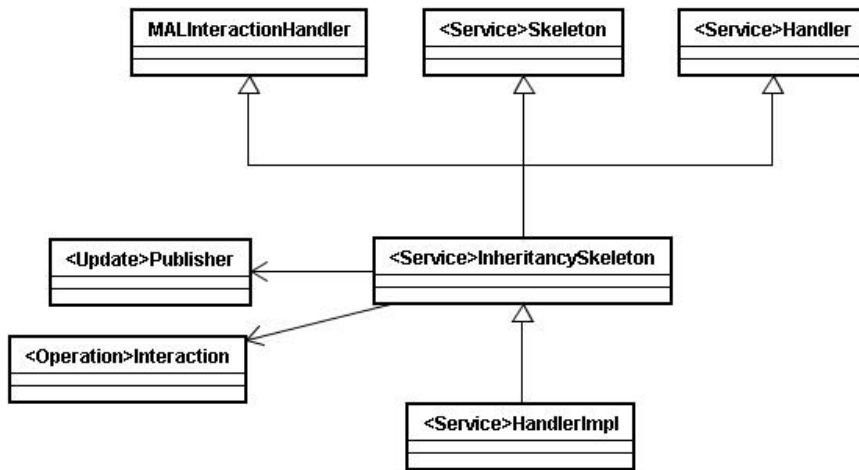 MALInteractionHandler
<Service>Skeleton
<Service>Handler
<Update>Publisher
<Service>InheritancySkeleton
<Operation>Interaction
<Service>HandlerImpl